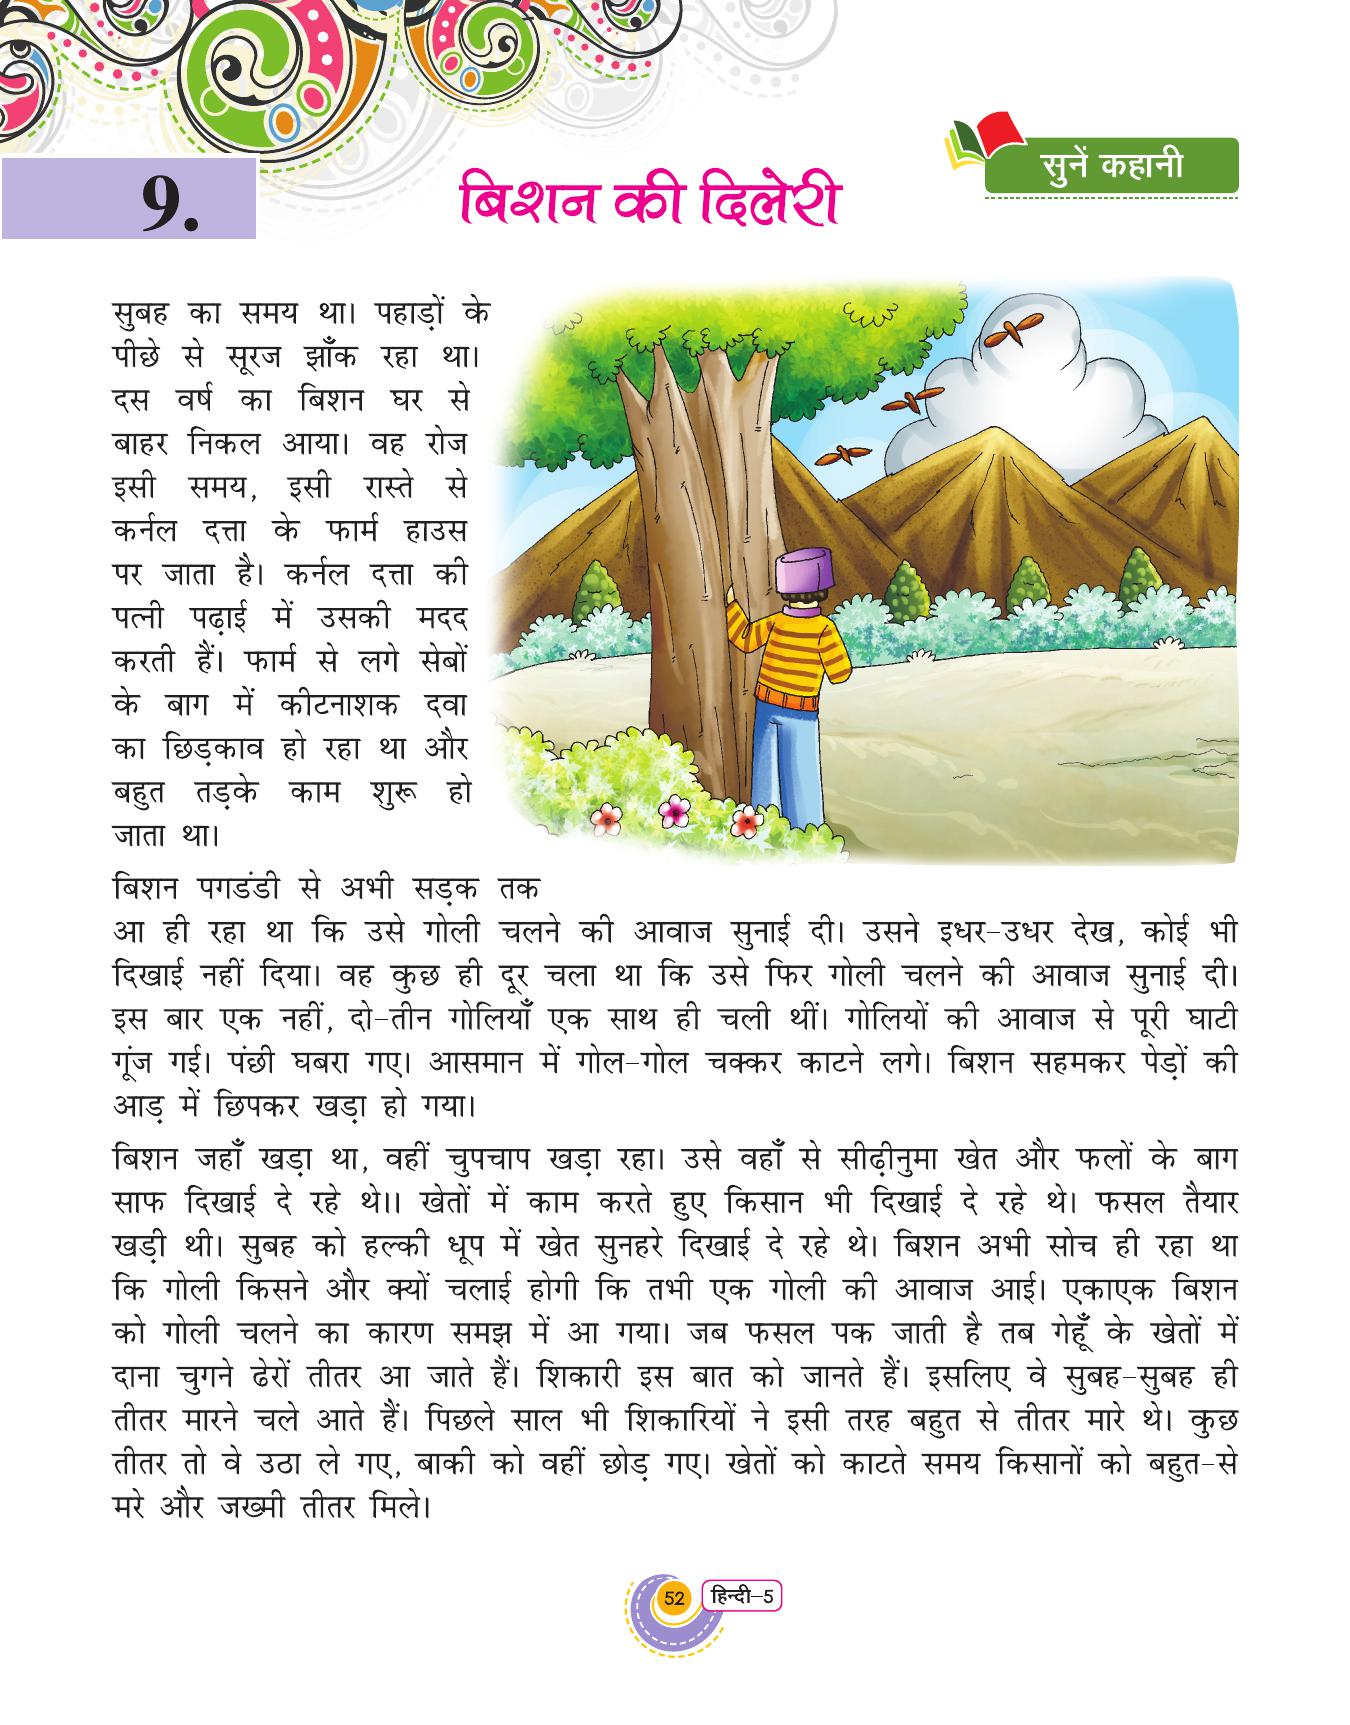 सुनें कहानी
9.
बिशन की दिलेरी
सुबह का समय था। पहाड़ों के
पीछे से सूरज झाँक रहा था।
दस वर्ष का बिशन घर से
बाहर निकल आया। वह रोज
इसी समय, इसी रास्ते से
कर्नल दत्ता के फार्म हाउस
पर जाता है। कर्नल दत्ता की
पत्नी पढ़ाई में उसकी मदद
करती हैं। फार्म से लगे सेबों
के बाग में कीटनाशक दवा
का छिड़काव हो रहा था और
बहुत तड़के काम शुरू हो
जाता था।
बिशन पगडंडी से अभी सड़क तक
आ ही रहा था कि उसे गोली चलने की आवाज सुनाई दी। उसने इधर-उधर देख, कोई भी
दिखाई नहीं दिया। वह कुछ ही दूर चला था कि उसे फिर गोली चलने की आवाज सुनाई दी।
इस बार एक नहीं, दो-तीन गोलियाँ एक साथ ही चली थीं। गोलियों की आवाज से पूरी घाटी
गूंज गई। पंछी घबरा गए। आसमान में गोल-गोल चक्कर काटने लगे। बिशन सहमकर पेड़ों की
आड़ में छिपकर खड़ा हो गया।
बिशन जहाँ खड़ा था, वहीं चुपचाप खड़ा रहा। उसे वहाँ से सीढ़ीनुमा खेत और फलों के बाग
साफ दिखाई दे रहे थे।। खेतों में काम करते हुए किसान भी दिखाई दे रहे थे। फसल तैयार
खड़ी थी। सुबह को हल्की धूप में खेत सुनहरे दिखाई दे रहे थे। बिशन अभी सोच ही रहा था
कि गोली किसने और क्यों चलाई होगी कि तभी एक गोली की आवाज आई। एकाएक बिशन
को गोली चलने का कारण समझ में आ गया। जब फसल पक जाती है तब गेहूँ के खेतों में
दाना चुगने ढेरों तीतर आ जाते हैं। शिकारी इस बात को जानते हैं। इसलिए वे सुबह-सुबह ही
तीतर मारने चले आते हैं। पिछले साल भी शिकारियों ने इसी तरह बहुत से तीतर मारे थे। कुछ
तीतर तो वे उठा ले गए, बाकी को वहीं छोड़ गए। खेतों को काटते समय किसानों को बहुत-से
मरे और जख्मी तीतर मिले।
52 हिन्दी-5